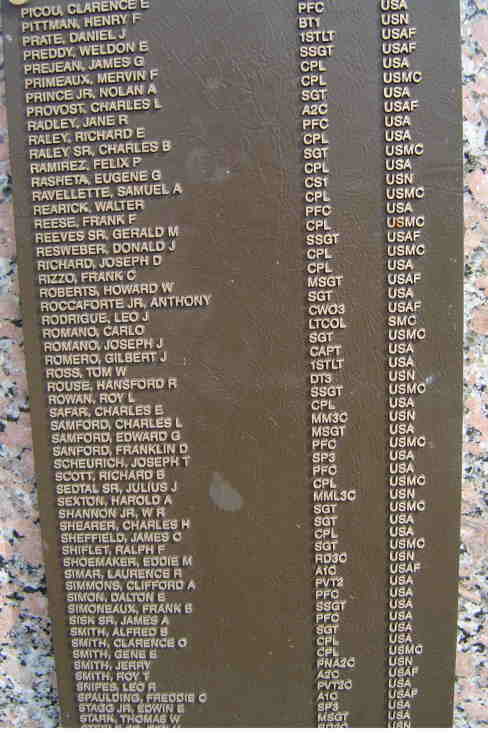 PICOU, CLARENCE E PFC USA
PITTMAN, HENRY F BT1 USN
PRATE, DANIEL J 1STLT USAF
PREDDY, WELDON E SSGT USAF
PREJEAN, JAMES G CPL USA
PRIMEAUX, MERVIN F CPL USMC
PRINCE JR, NOLAN A SGT USA
PROVOST, CHARLES L A2C USAF
RADLEY, JANE R PFC USA
RALEY, RICHARD E CPL USA
RALEY SR, CHARLES B SGT USMC
RAMIREZ, FELIX P CPL USA
RASHETA, EUGENE G CS1 USN
RAVELLETTE, SAMUEL A CPL USMC
REARICK, WALTER PFC USA
REESE, FRANK F CPL USMC
REEVES SR, GERALD M SSGT USAF
RESWEBER, DONALD J CPL USMC
RICHARD, JOSEPH D CPL USA
RIZZO, FRANK C MSGT USAF
ROBERTS, HOWARD W SGT USA
ROCCAFORTE JR, ANTHONY CWO3 USAF
RODRIGUE, LEO J LTCOL SMC
ROMANO, CARLO SGT USMC
ROMANO, JOSEPH J CAPT USA
ROMERO, GILBERT J 1STLT USA
ROSS, TOM W DT3 USN
ROUSE, HANSFORD R SSGT USMC
ROWAN, ROY L CPL USA
SAFAR, CHARLES E MM3C USN
SAMFORD, CHARLES L MSGT USA
SAMFORD, EDWARD G PFC USMC
SANFORD, FRANKLIN D SP3 USA
SCHEURICH, JOSEPH T PFC USA
SCOTT, RICHARD B CPL USMC
SEDTAL SR, JULIUS J MML3C USN
SEXTON, HAROLD A SGT USMC
SHANNON JR, W R SGT USA
SHEARER, CHARLES H CPL USA
SHEFFIELD, JAMES C SGT USMC
SHIFLET, RALPH F RD3C USN
SHOEMAKER, EDDIE M A1C USAF
SIMAR, LAURENCE R PVT2 USA
SIMMONS, CLIFFORD A PFC USA
SIMON, DALTON E SSGT USA
SIMONEAUX, FRANK B PFC USA
SISK SR, JAMES A SGT USA
SMITH, ALFRED B CPL USA
SMITH, CLARENCE O CPL USMC
SMITH, GENE E FNA2C USN
SMITH, JERRY A2C USAF
SMITH, ROY T PVT2C USA
SNIPES, LEO R A1C USAF
SPAULDING, FREDDIE C SP3 USA
STAGG JR, EDWIN E MSGT USA
STARK, THOMAS W USN